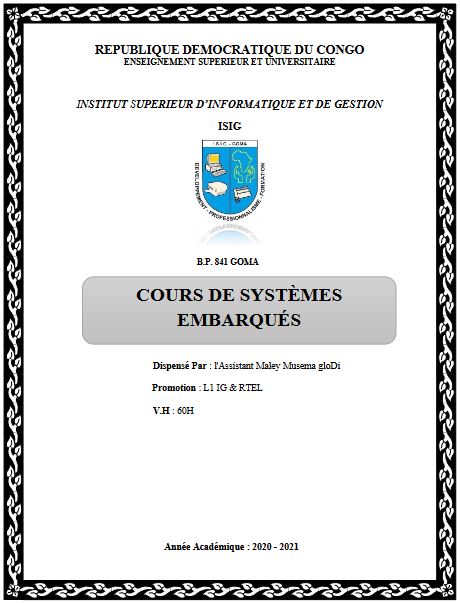 REPUBLIQUE DEMOCRATIQUE DU CONGO
ENSEIGNEMENT SUPERIEUR ET UNIVERSITAIRE
INSTITUT SUPERIEUR D'INFORMATIQUE ET DE GESTION
ISIG
I.S.I.G. - GOMA
DEVELOPPEMENT - PROFESSIONNALISME - FORMATION
B.P. 841 GOMA
COURS DE SYSTÈMES
EMBARQUÉS
Dispensé Par : l'Assistant Maley Musema gloDi
Promotion : L1 IG & RTEL
V.H : 60H
Année Académique : 2020 - 2021